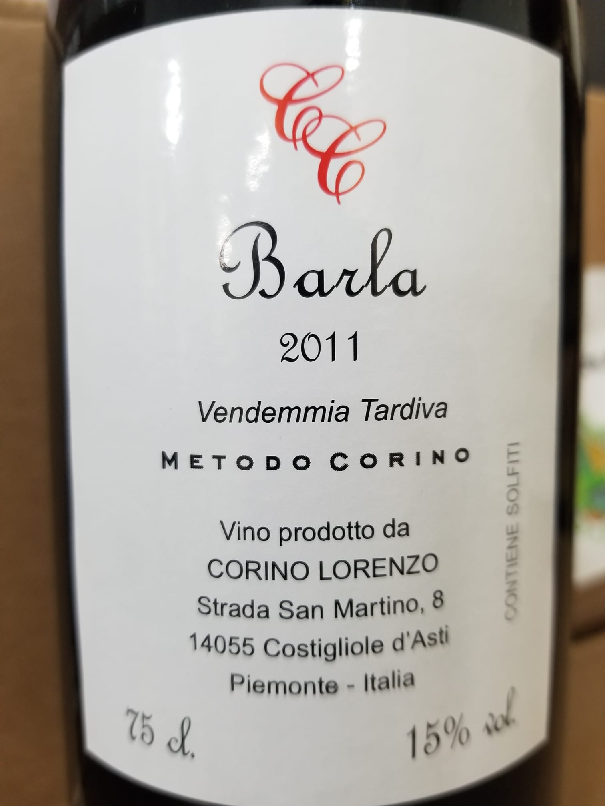 CC
Barla
2011
Vendemmia Tardiva
METODO CORINO
Vino prodotto da
CORINO LORENZO
Strada San Martino, 8
14055 Costigliole d'Asti
Piemonte - Italia
75 cl.
15% vol.
CONTIENE SOLFITI